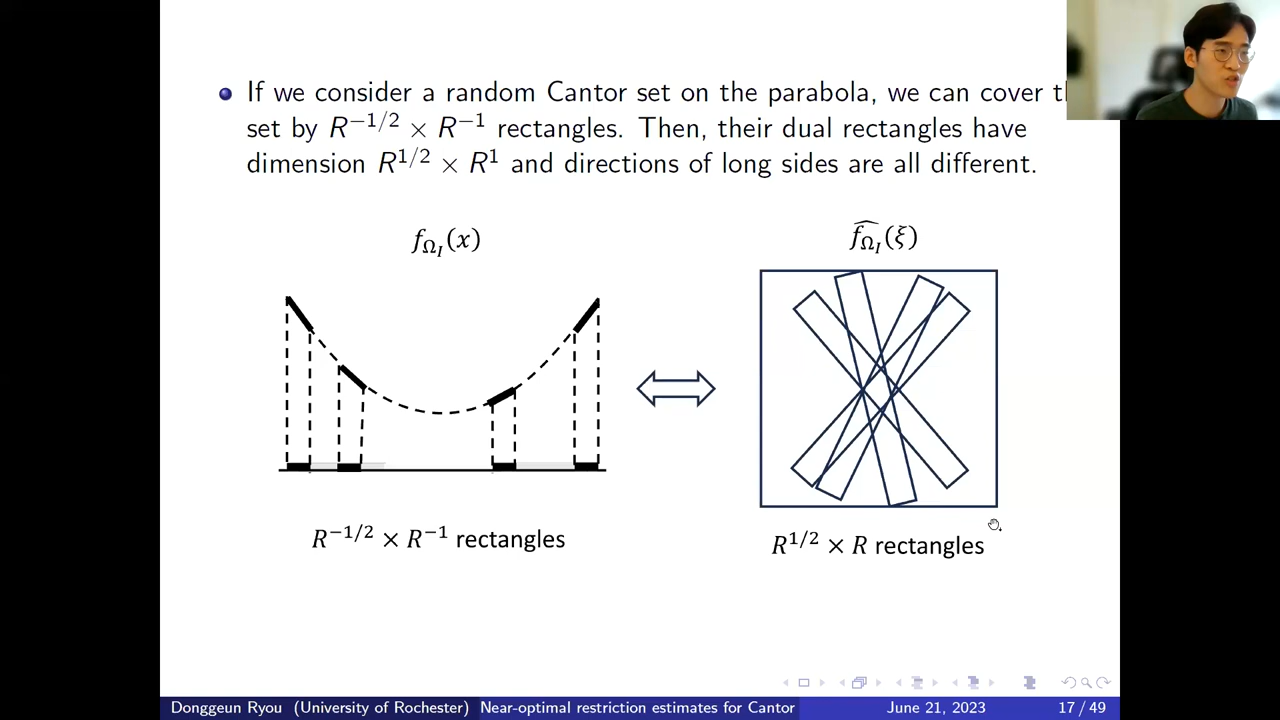 If we consider a random Cantor set on the parabola, we can cover
set by R^{-1/2} × R^{-1} rectangles. Then, their dual rectangles have
dimension R^{1/2} × R^1 and directions of long sides are all different.
f_{Ω_I}(x)
\widehat{f_{Ω_I}}(ξ)
R^{-1/2} × R^{-1} rectangles
R^{1/2} × R rectangles
Donggeun Ryou (University of Rochester)
Near-optimal restriction estimates for Cantor
June 21, 2023
17 / 49